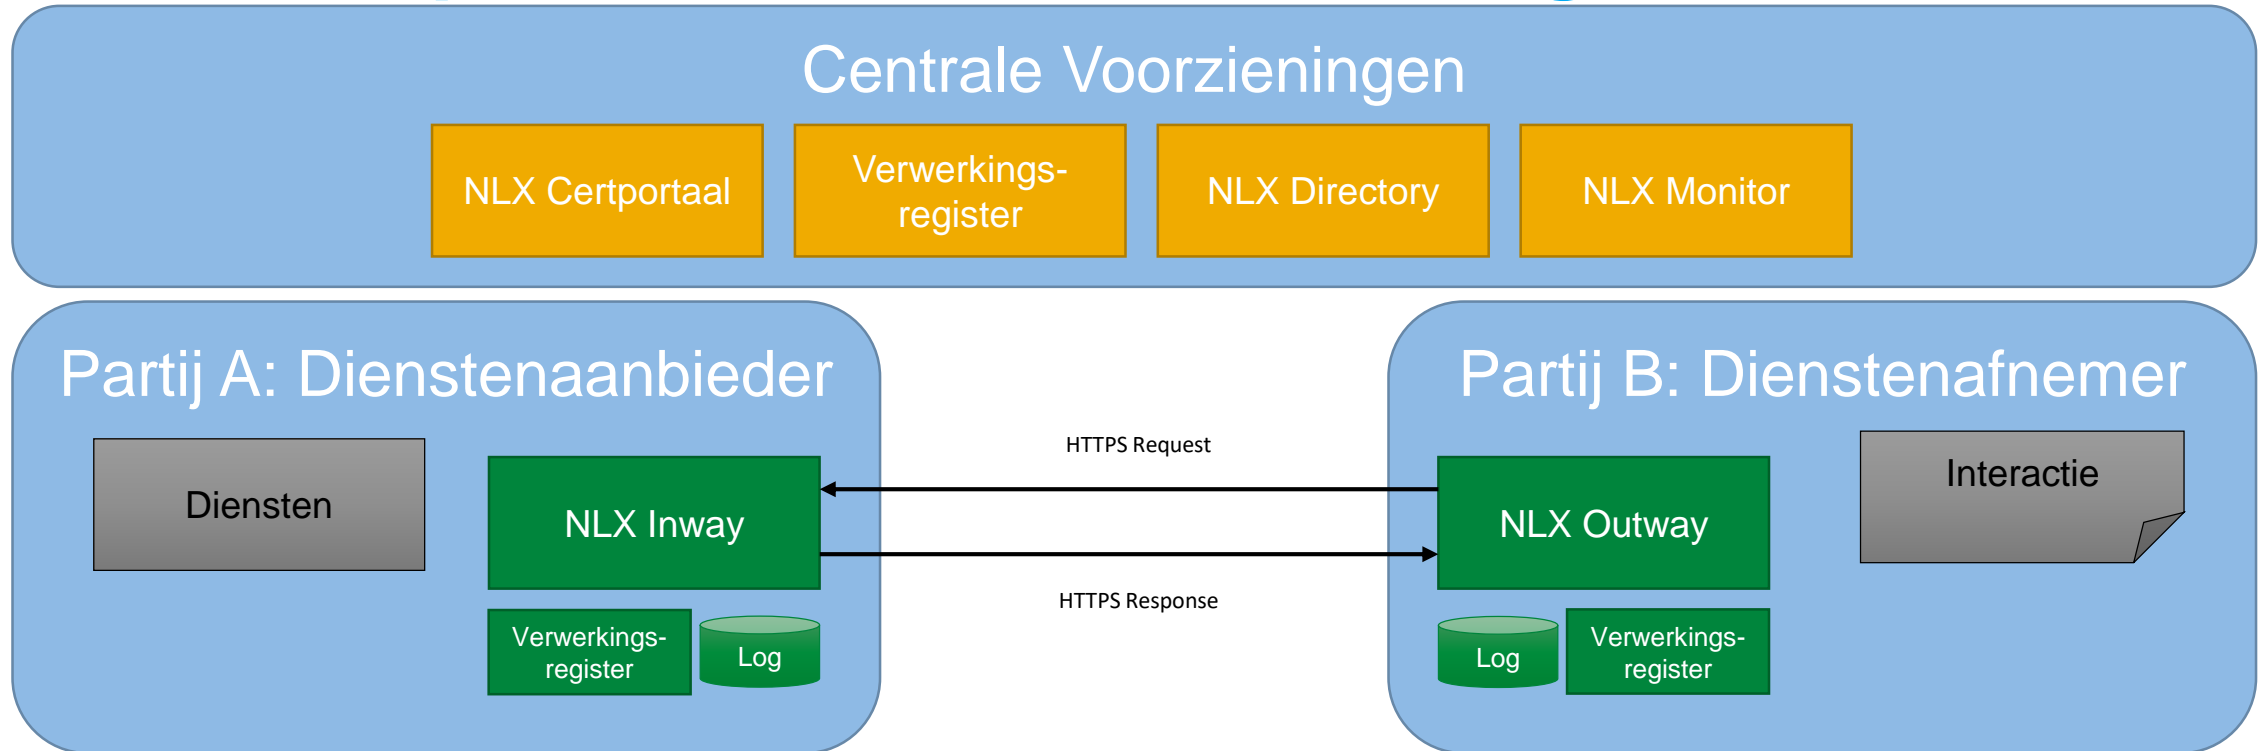 Centrale Voorzieningen
NLX Certportaal
Verwerkings-
register
NLX Directory
NLX Monitor
Partij A: Dienstenaanbieder
Diensten
NLX Inway
Verwerkings-
register
Log
HTTPS Request
HTTPS Response
Partij B: Dienstenafnemer
NLX Outway
Interactie
Log
Verwerkings-
register